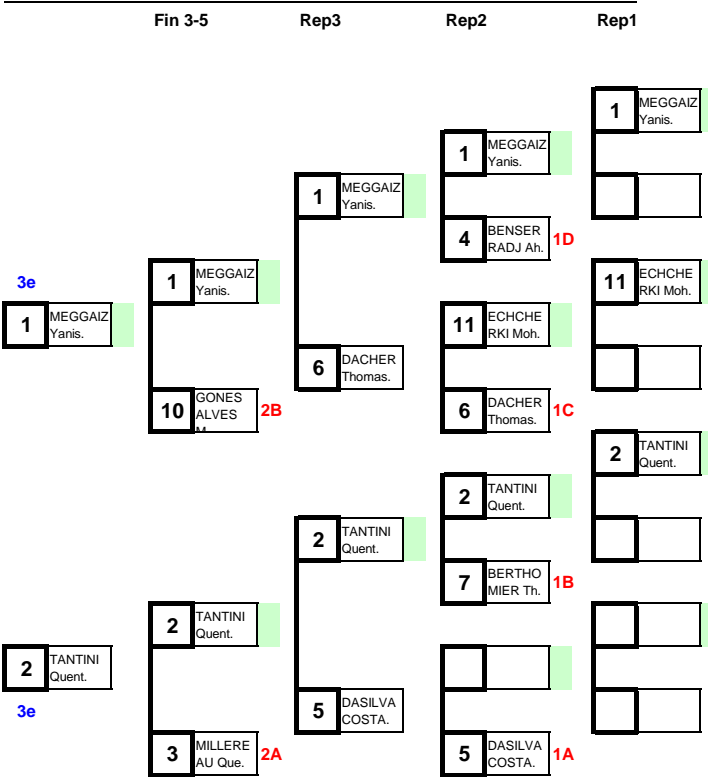 Fin 3-5 Rep3 Rep2 Rep1
1 MEGGAIZ
Yanis.
1 MEGGAIZ
Yanis.
1 MEGGAIZ
Yanis.
4 BENSER
RADJ Ah. 1D
3e
1 MEGGAIZ
Yanis.
11 ECHCHE
RKI Moh.
1 MEGGAIZ
Yanis.
11 ECHCHE
RKI Moh.
6 DACHER
Thomas.
10 GONES
ALVES 2B
6 DACHER
Thomas. 1C
2 TANTINI
Quent.
2 TANTINI
Quent.
2 TANTINI
Quent.
7 BERTHO
MIER Th. 1B
2 TANTINI
Quent.
2 TANTINI
Quent.
3e
5 DASILVA
COSTA.
3 MILLERE
AU Que. 2A
5 DASILVA
COSTA. 1A